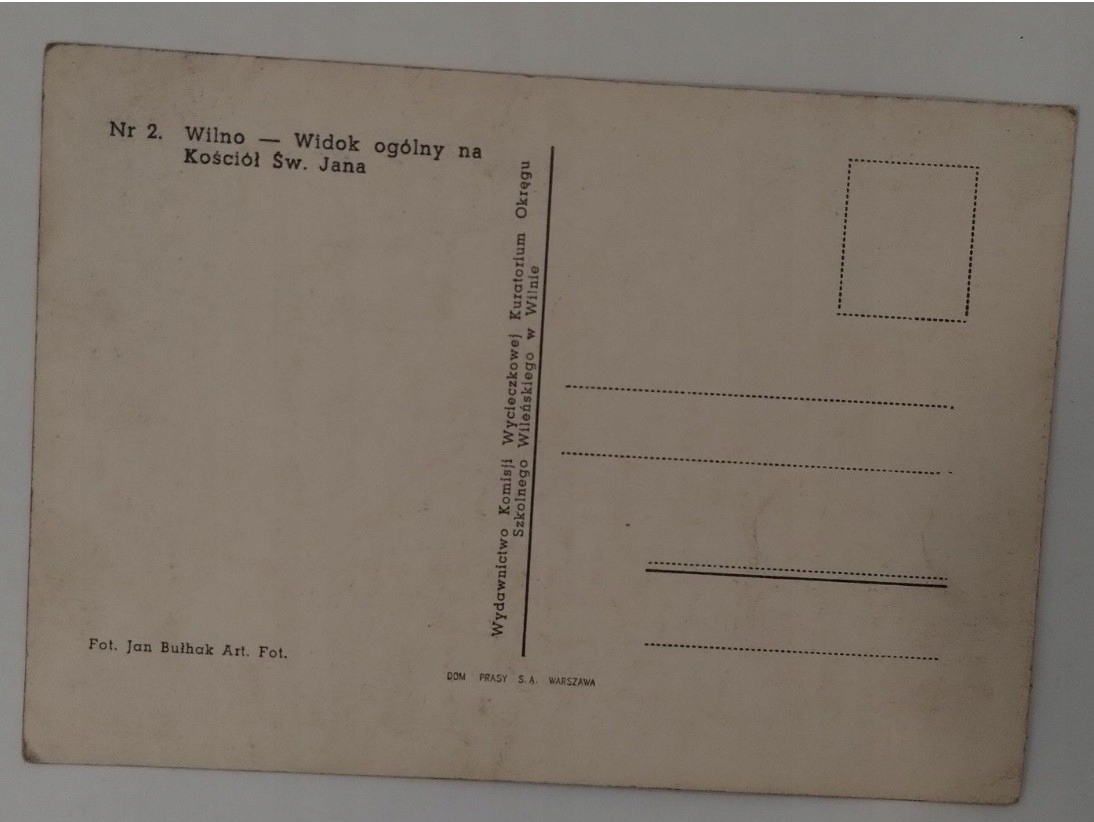 Nr 2. Wilno — Widok ogólny na
Kościół Św. Jana
Wydawnictwo Komisji Wycieczkowej Kuratorium Okręgu
Szkolnego Wileńskiego w Wilnie
Fot. Jan Bułhak Art. Fot.
DOM PRASY S. A. WARSZAWA